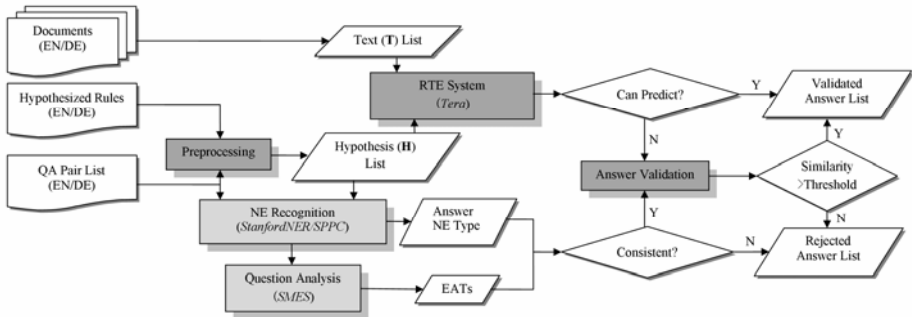 Documents
(EN/DE)
Text (T) List
Hypothesized Rules
(EN/DE)
RTE System
(Tera)
Can Predict?
Y
Validated
Answer List
Preprocessing
Hypothesis (H)
List
N
Y
QA Pair List
(EN/DE)
Answer Validation
Similarity
>Threshold
NE Recognition
(StanfordNER/SPPC)
Answer
NE Type
Y
N
Consistent?
N
Rejected
Answer List
Question Analysis
(SMES)
EATs